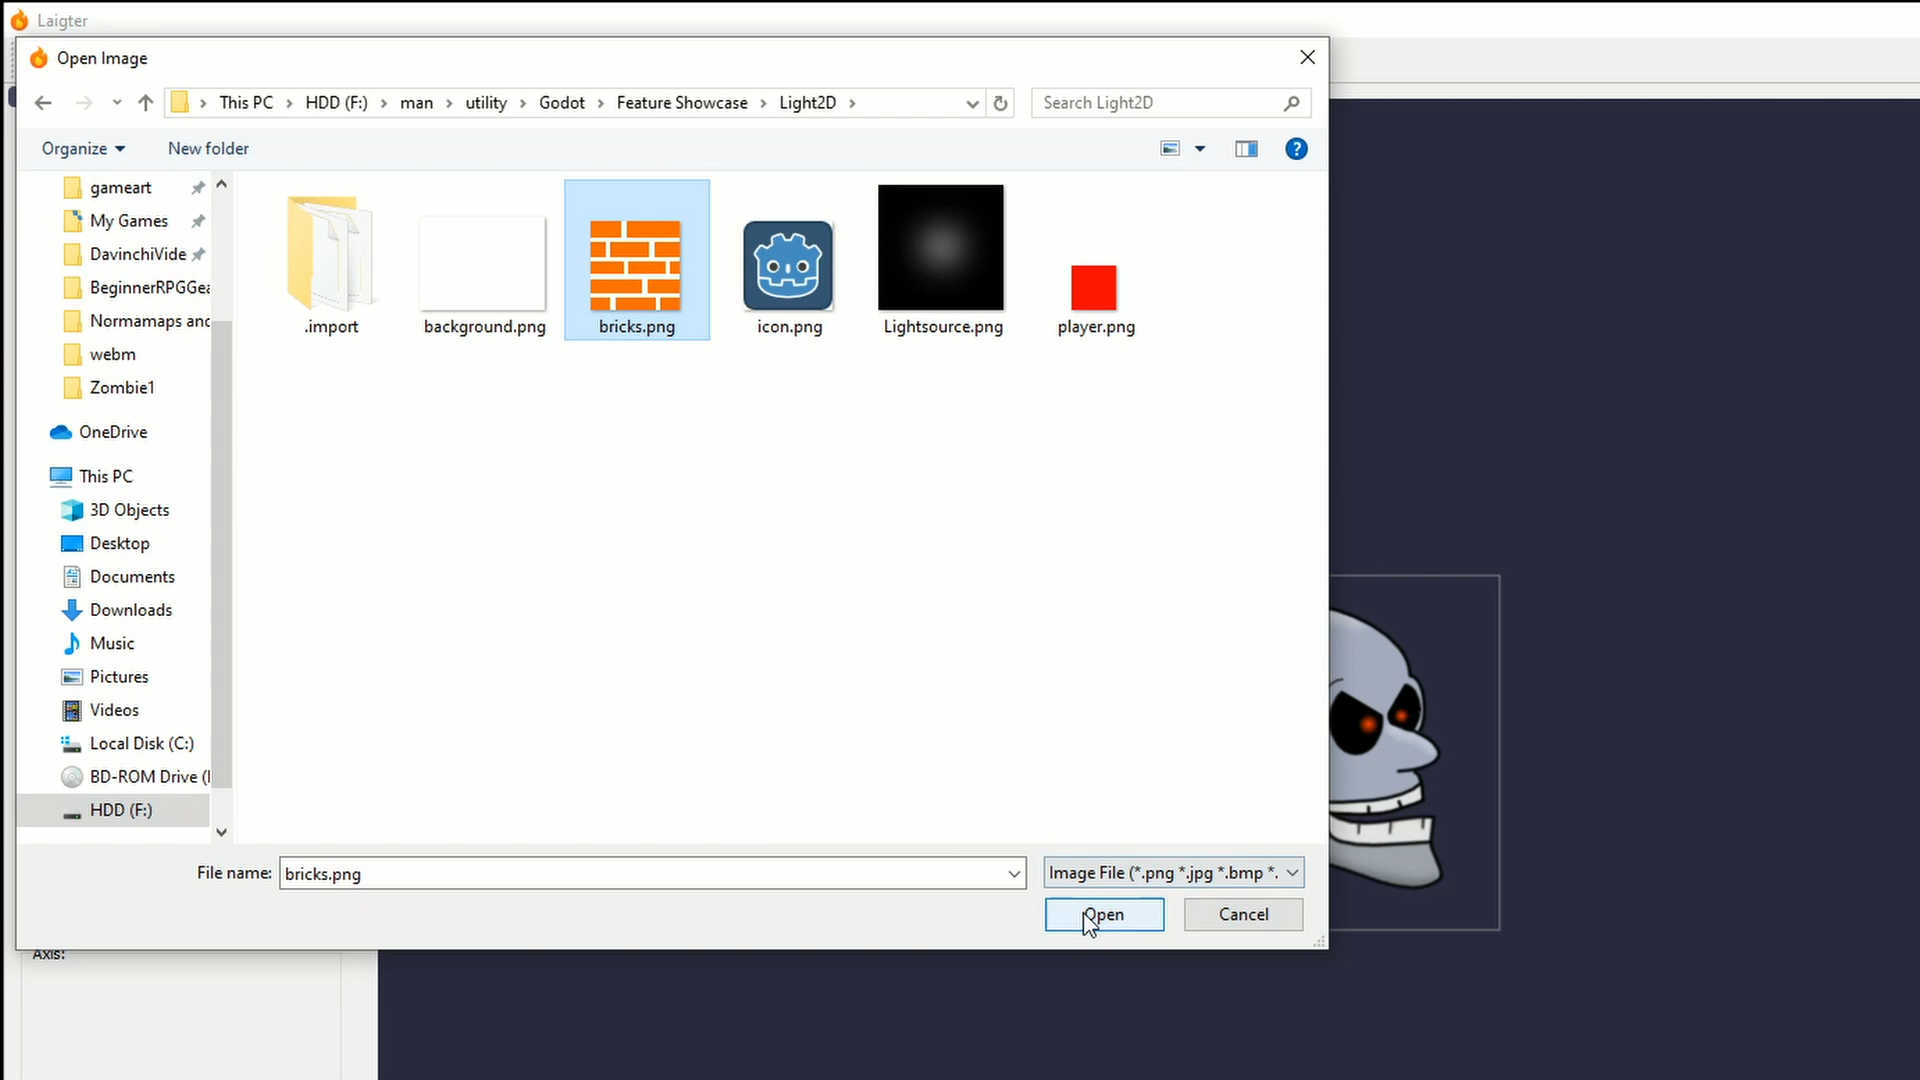 Laigter
Open Image
This PC > HDD (F:) > man > utility > Godot > Feature Showcase > Light2D >
Search Light2D
Organize
New folder
gameart
My Games
DavinchiVide
BeginnerRPGGea
Normamaps and
webm
Zombie1
OneDrive
This PC
3D Objects
Desktop
Documents
Downloads
Music
Pictures
Videos
Local Disk (C:)
BD-ROM Drive (
HDD (F:)
.import
background.png
bricks.png
icon.png
Lightsource.png
player.png
File name:
bricks.png
Image File (*.png *.jpg *.bmp *.
Open
Cancel
Axis: